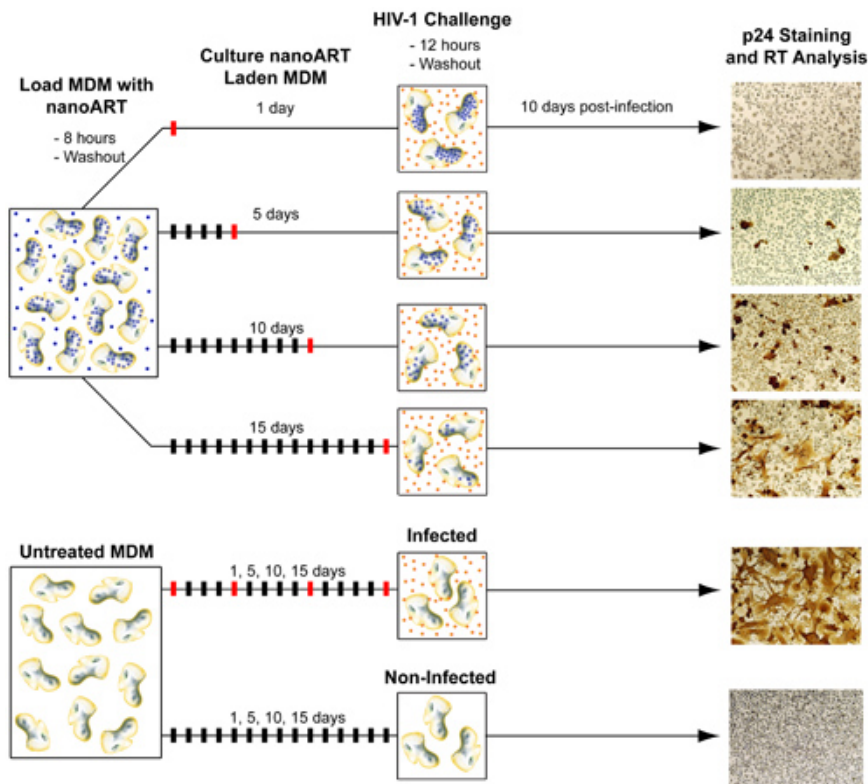 HIV-1 Challenge
- 12 hours
- Washout
p24 Staining
and RT Analysis
Culture nanoART
Laden MDM
Load MDM with
nanoART
- 8 hours
- Washout
1 day
10 days post-infection
5 days
10 days
15 days
Untreated MDM
Infected
1, 5, 10, 15 days
Non-Infected
1, 5, 10, 15 days